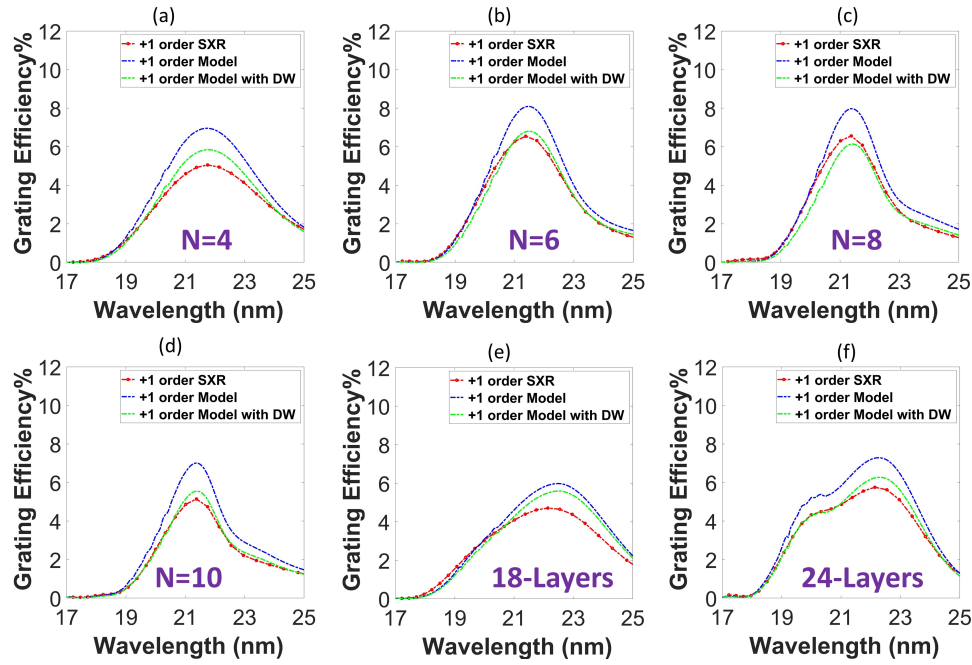 (a)
12
10
8
6
4
2
0
Grating Efficiency%
+1 order SXR
+1 order Model
+1 order Model with DW
N=4
17 19 21 23 25
Wavelength (nm)
(b)
12
10
8
6
4
2
0
Grating Efficiency%
+1 order SXR
+1 order Model
+1 order Model with DW
N=6
17 19 21 23 25
Wavelength (nm)
(c)
12
10
8
6
4
2
0
Grating Efficiency%
+1 order SXR
+1 order Model
+1 order Model with DW
N=8
17 19 21 23 25
Wavelength (nm)
(d)
12
10
8
6
4
2
0
Grating Efficiency%
+1 order SXR
+1 order Model
+1 order Model with DW
N=10
17 19 21 23 25
Wavelength (nm)
(e)
12
10
8
6
4
2
0
Grating Efficiency%
+1 order SXR
+1 order Model
+1 order Model with DW
18-Layers
17 19 21 23 25
Wavelength (nm)
(f)
12
10
8
6
4
2
0
Grating Efficiency%
+1 order SXR
+1 order Model
+1 order Model with DW
24-Layers
17 19 21 23 25
Wavelength (nm)